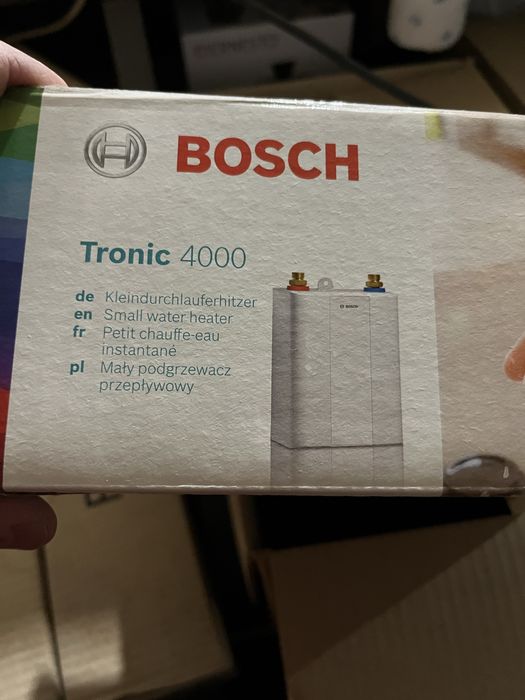 BOSCH
Tronic 4000
de Kleindurchlauferhitzer
en Small water heater
fr Petit chauffe-eau
instantané
pl Mały podgrzewacz
przepływowy
BOSCH